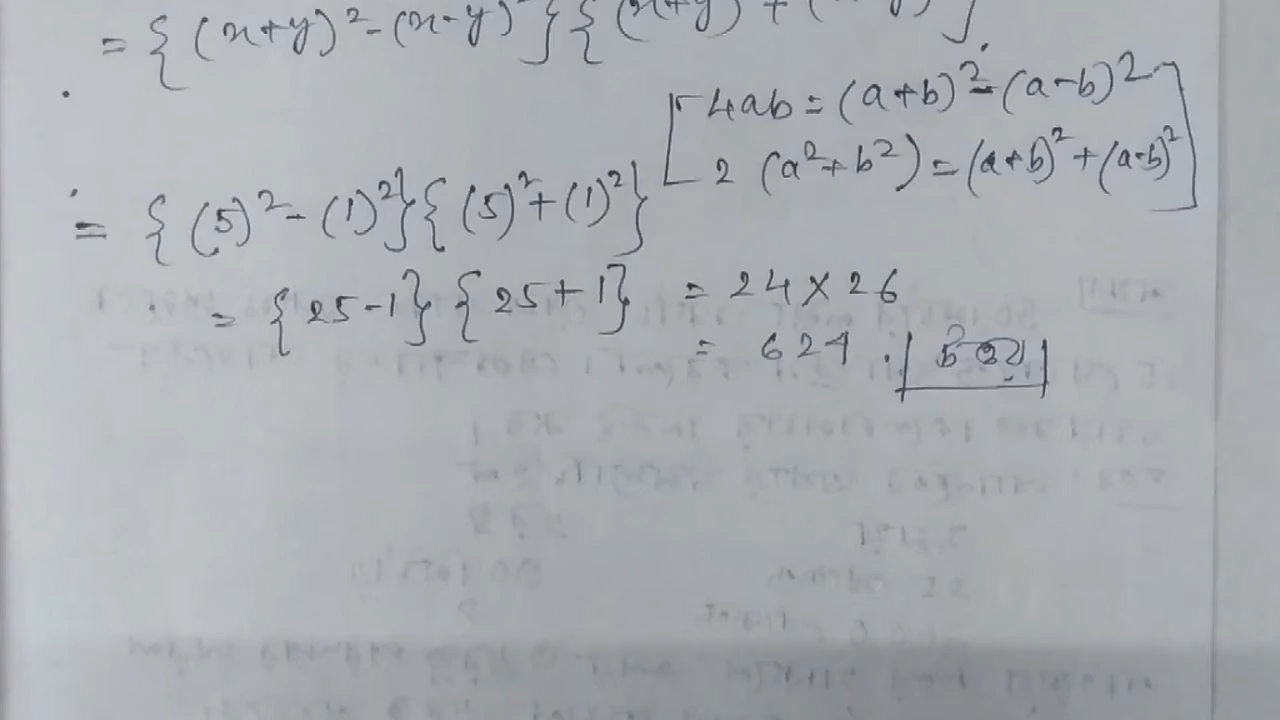 = {(x+y)²-(x-y)²}{(x+y)²+(x-y)²}
[4ab = (a+b)²-(a-b)²
2 (a²+b²) = (a+b)²+(a-b)²]
= {(5)²-(1)²}{(5)²+(1)²}
= {25-1} {25+1} = 24 x 26
= 624 .